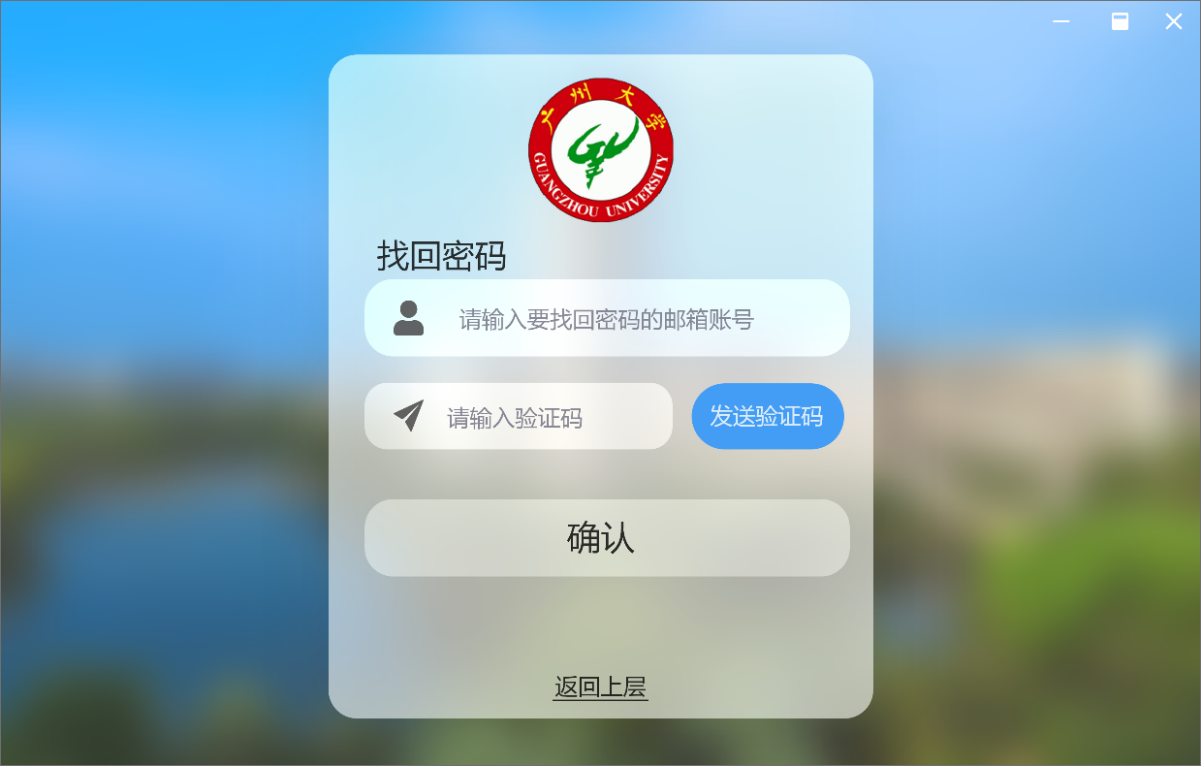 广州大学
GUANGZHOU UNIVERSITY
找回密码
请输入要找回密码的邮箱账号
请输入验证码
发送验证码
确认
返回上层